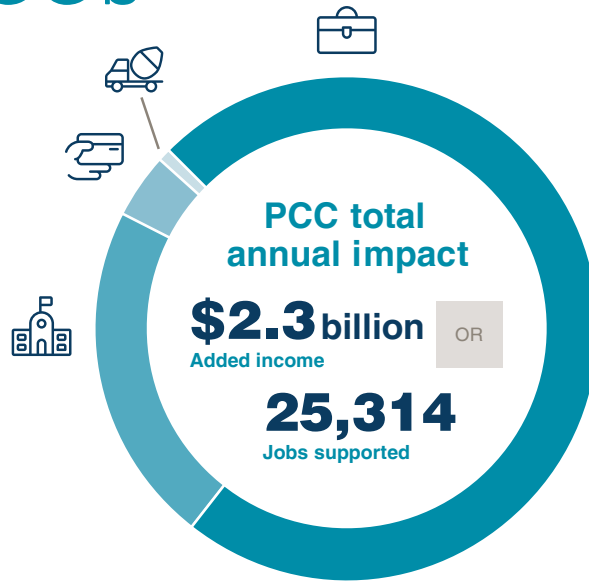 PCC total
annual impact
$2.3 billion
OR
Added income
25,314
Jobs supported